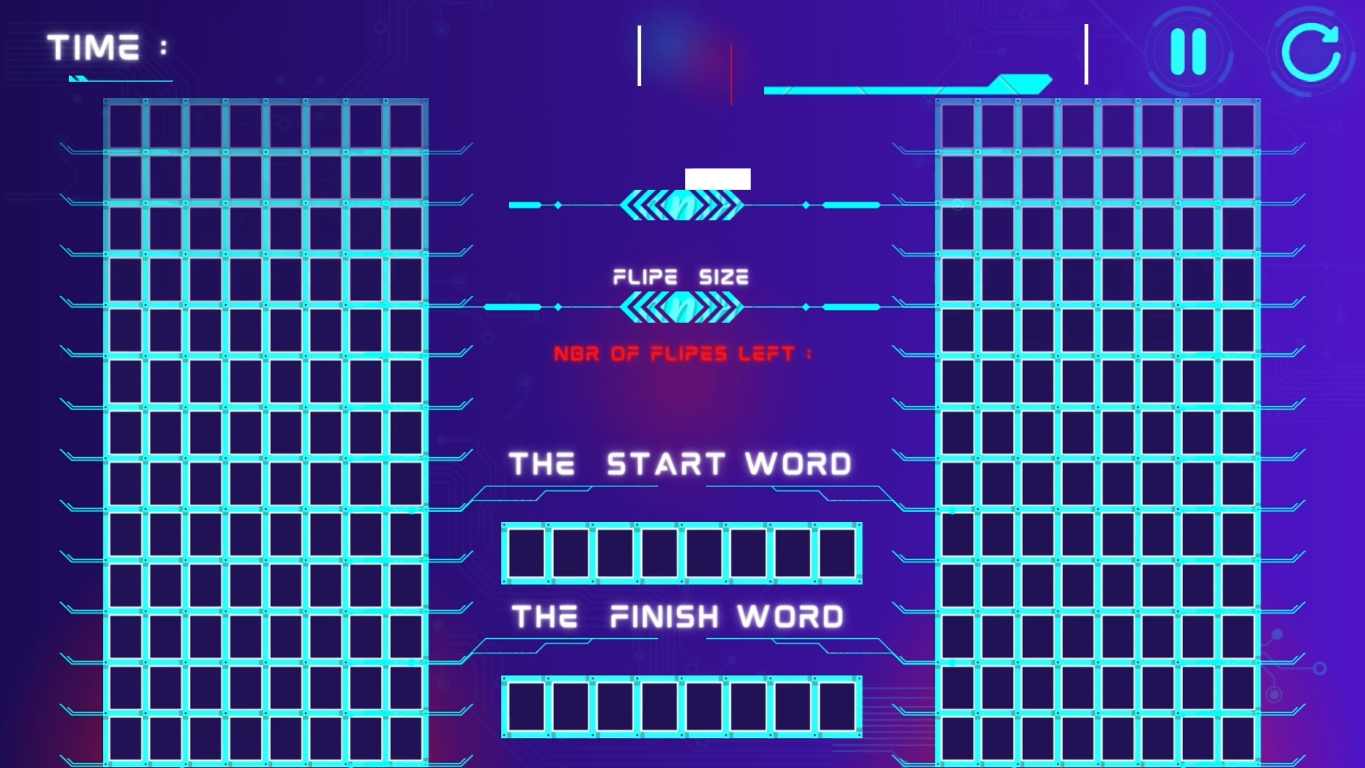 TIME :
FLIPE SIZE
NBR OF FLIPES LEFT :
THE START WORD
THE FINISH WORD